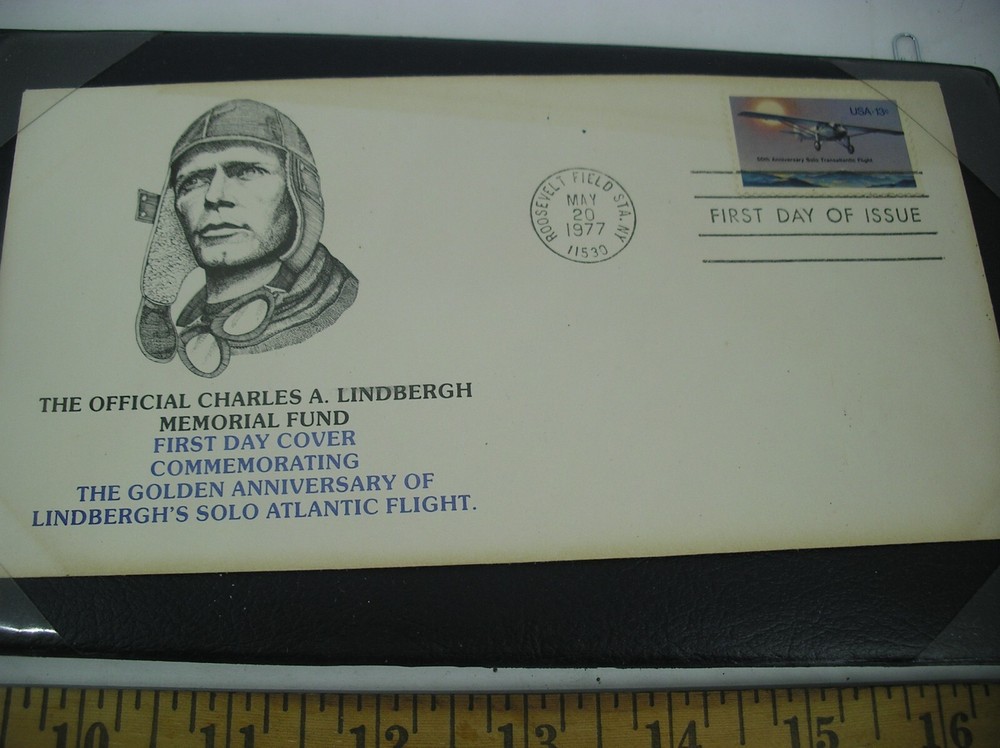 USA·13c
50th Anniversary Solo Transatlantic Flight
ROOSEVELT FIELD STA. NY
MAY
20
1977
11530
FIRST DAY OF ISSUE
THE OFFICIAL CHARLES A. LINDBERGH
MEMORIAL FUND
FIRST DAY COVER
COMMEMORATING
THE GOLDEN ANNIVERSARY OF
LINDBERGH'S SOLO ATLANTIC FLIGHT.
10 11 12 13 14 15 16